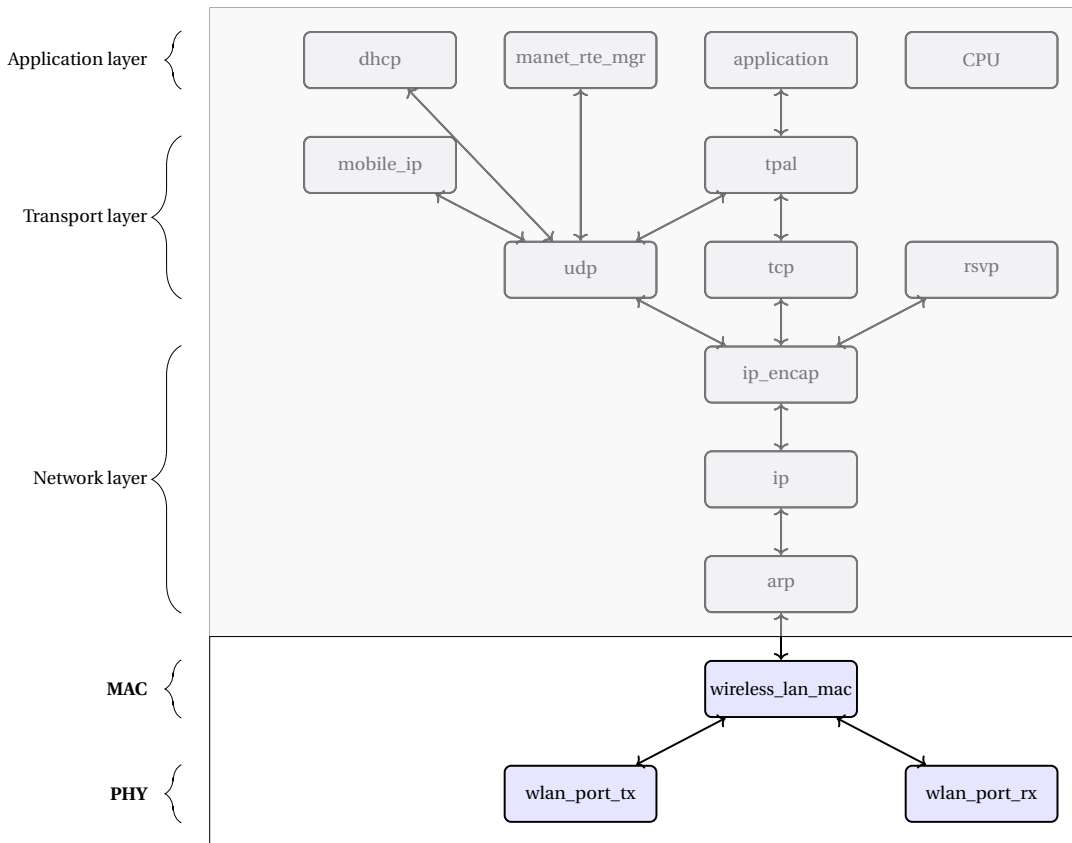 Application layer
dhcp
manet_rte_mgr
application
CPU
mobile_ip
tpal
Transport layer
udp
tcp
rsvp
ip_encap
Network layer
ip
arp
MAC
wireless_lan_mac
PHY
wlan_port_tx
wlan_port_rx